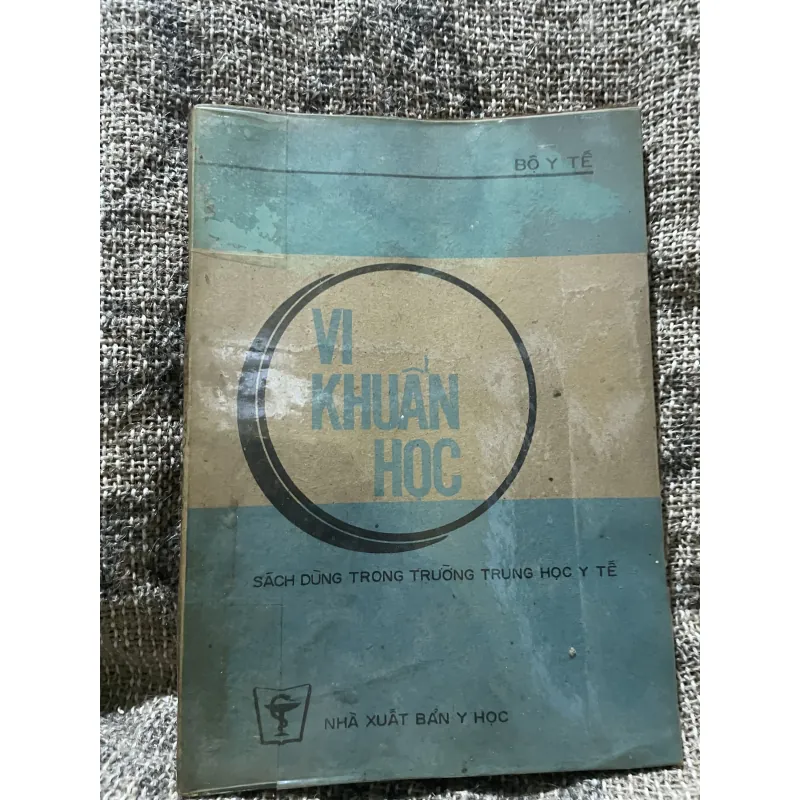 BỘ Y TẾ
VI
KHUẨN
HỌC
SÁCH DÙNG TRONG TRƯỜNG TRUNG HỌC Y TẾ
NHÀ XUẤT BẢN Y HỌC